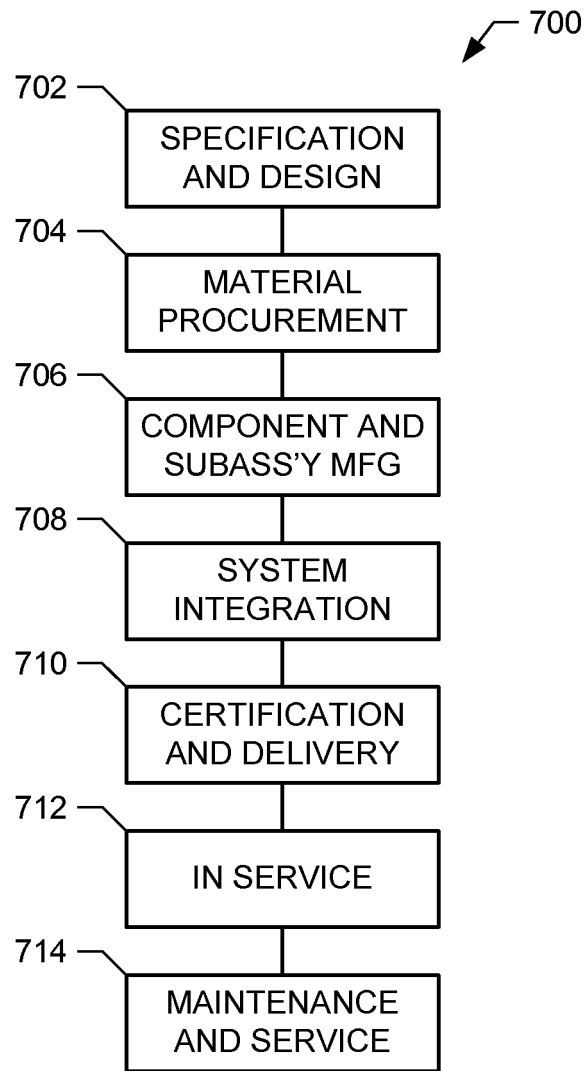 700
702
SPECIFICATION
AND DESIGN
704
MATERIAL
PROCUREMENT
706
COMPONENT AND
SUBASS’Y MFG
708
SYSTEM
INTEGRATION
710
CERTIFICATION
AND DELIVERY
712
IN SERVICE
714
MAINTENANCE
AND SERVICE